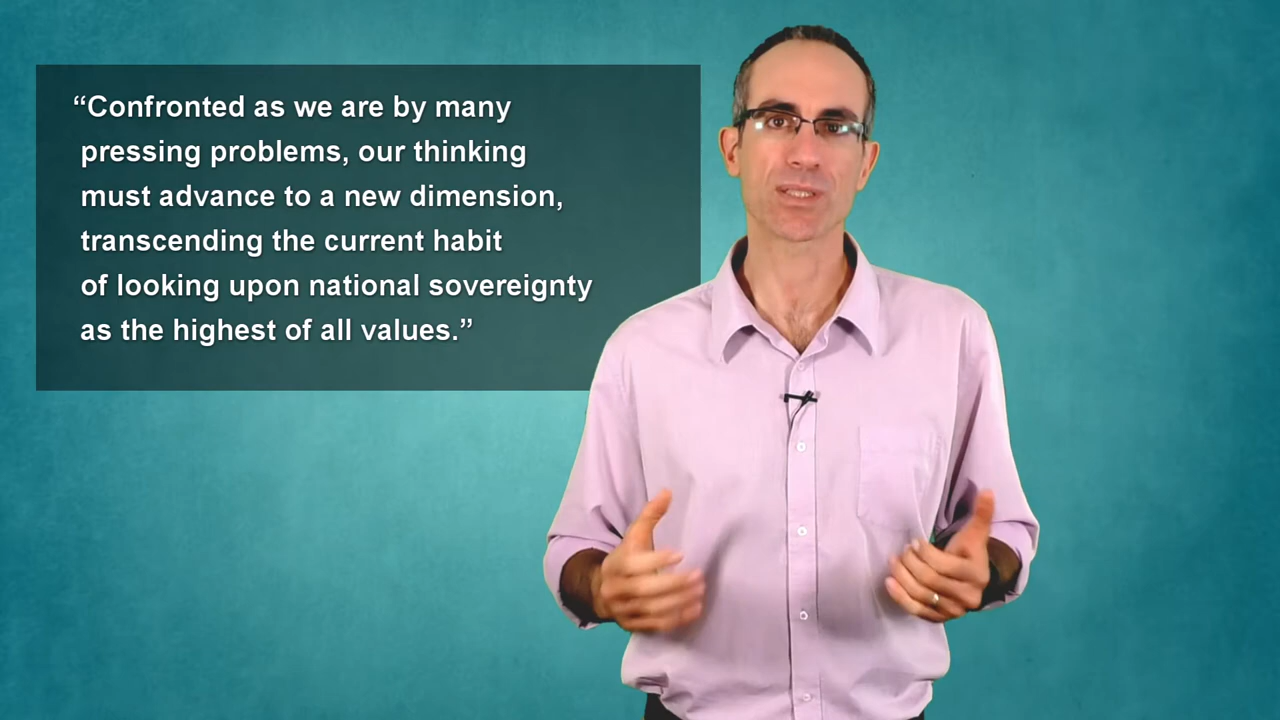 “Confronted as we are by many
pressing problems, our thinking
must advance to a new dimension,
transcending the current habit
of looking upon national sovereignty
as the highest of all values.”